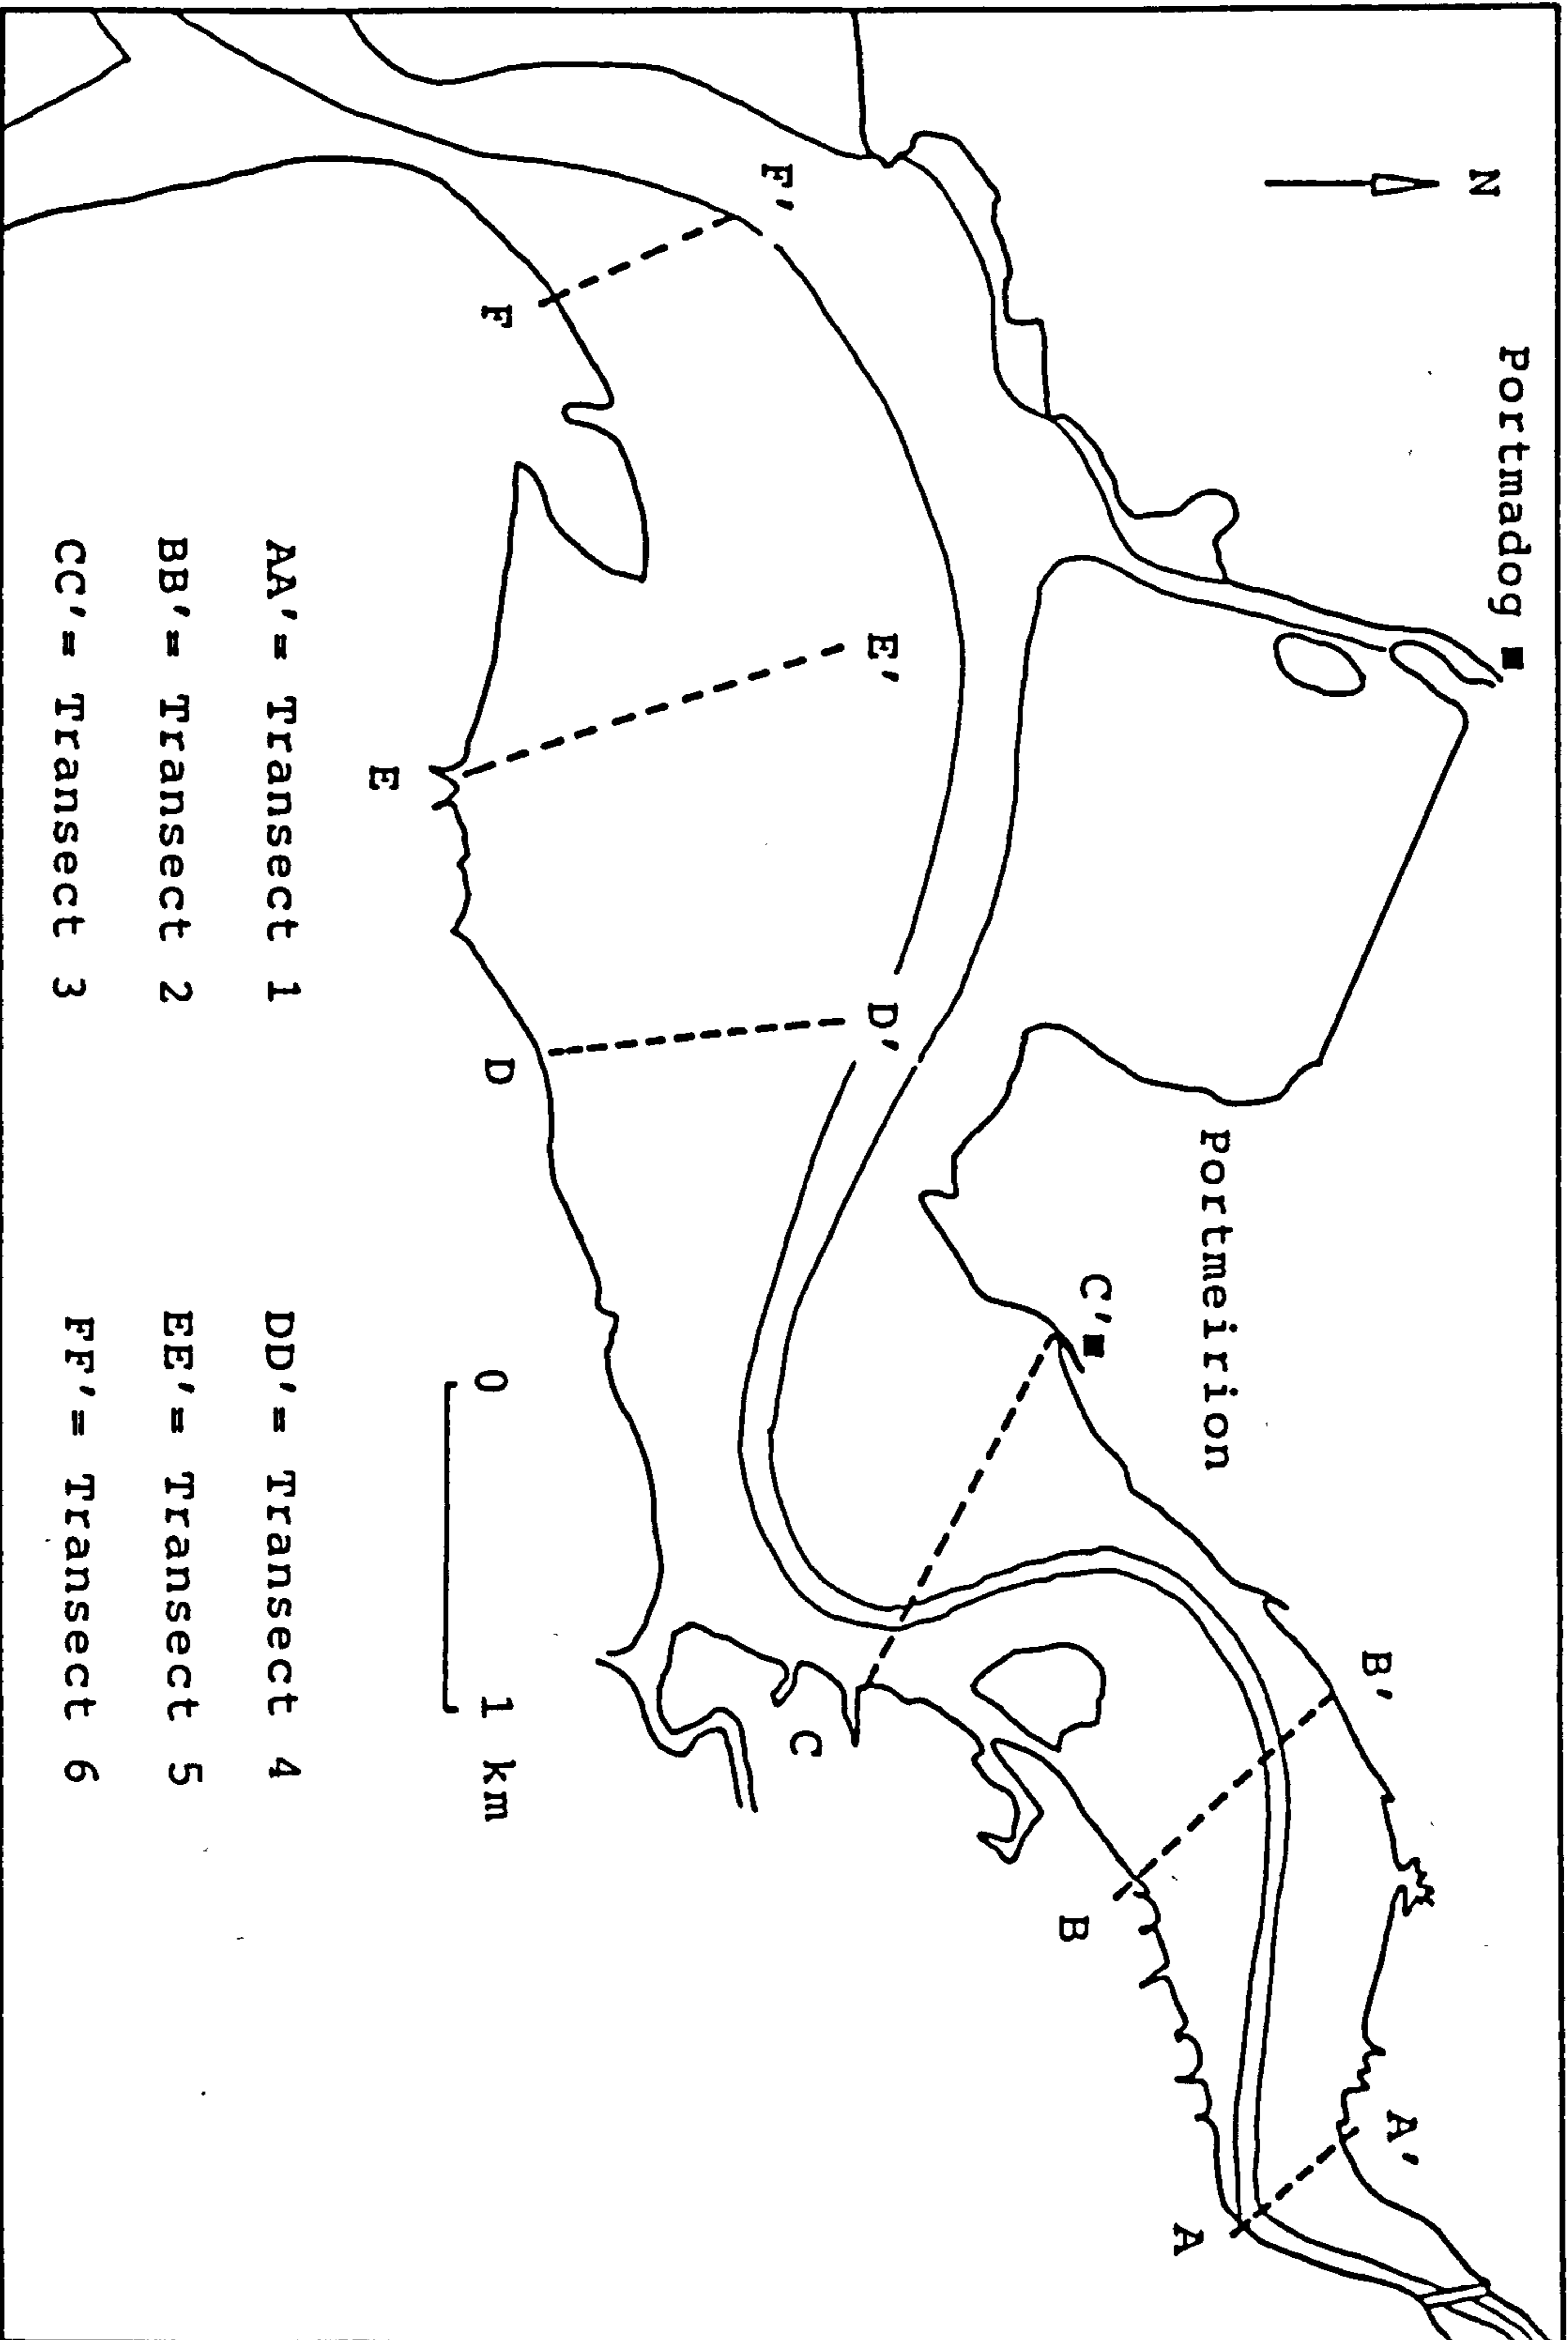 N
Portmadog
Portmeirion
A'
B'
C'
D'
E'
F'
A
B
C
D
E
F
0 1 km
AA'= Transect 1
BB'= Transect 2
CC'= Transect 3
DD'= Transect 4
EE'= Transect 5
FF'= Transect 6